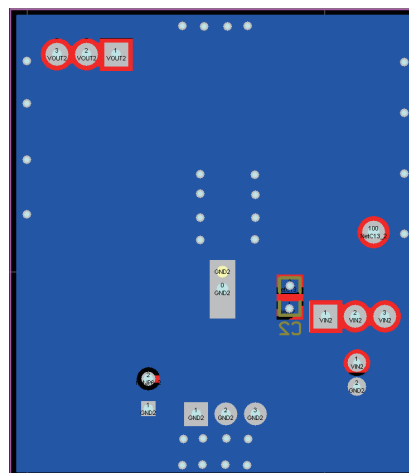 3 2 1
VOUT2 VOUT2 VOUT2
100
NetC13_2
GND2
0
GND2
C2
1 2 3
VIN2 VIN2 VIN2
1
VIN2
2
GND2
2
1
GND2
1 2 3
GND2 GND2 GND2